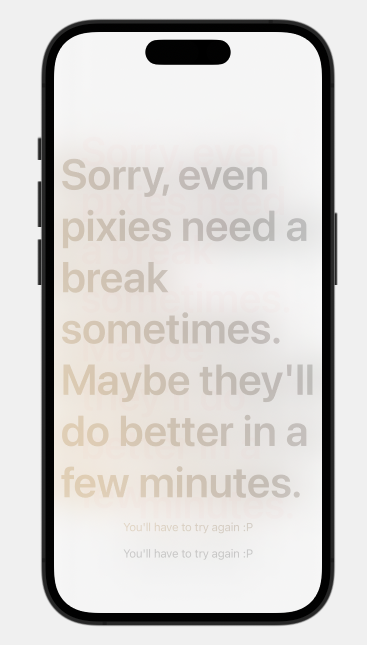 Sorry, even
pixies need a
break
sometimes.
Maybe they'll
do better in a
few minutes.
You'll have to try again :P
You'll have to try again :P